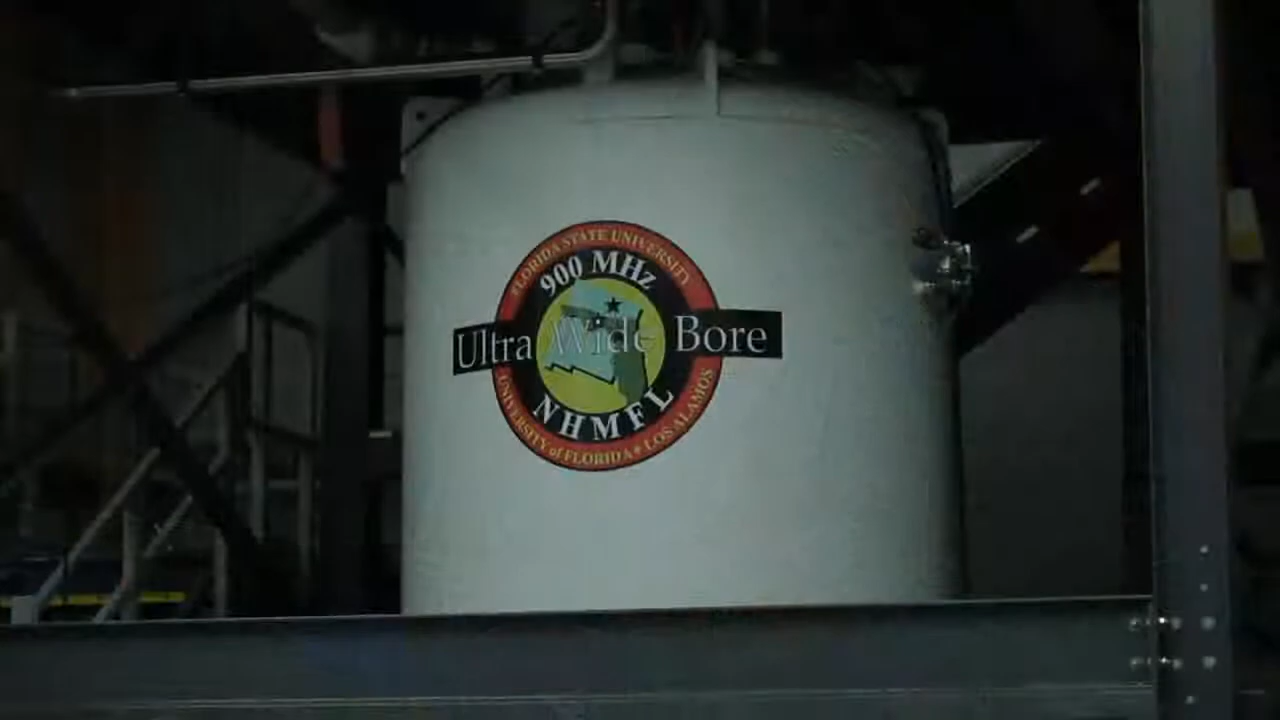 FLORIDA STATE UNIVERSITY
900 MHz
Ultra Wide Bore
NHMFL
UNIVERSITY of FLORIDA * LOS ALAMOS